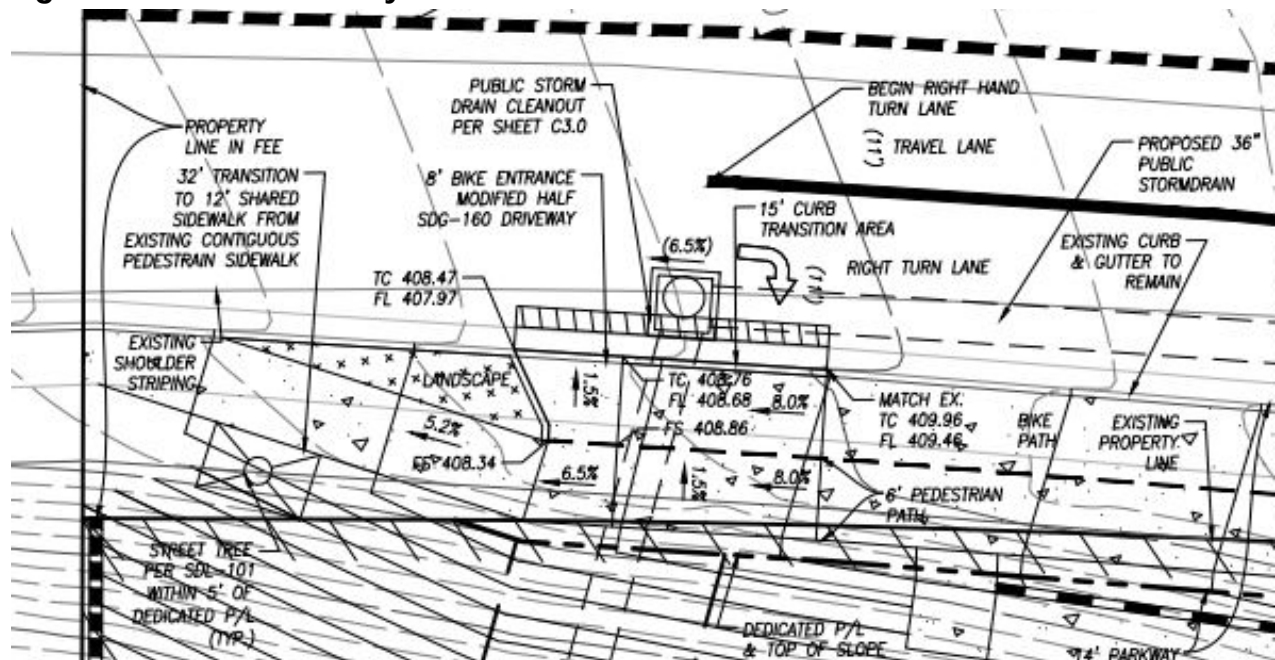 PROPERTY
LINE IN FEE
32' TRANSITION
TO 12' SHARED
SIDEWALK FROM
EXISTING CONTIGUOUS
PEDESTRAIN SIDEWALK
PUBLIC STORM
DRAIN CLEANOUT
PER SHEET C3.0
8' BIKE ENTRANCE
MODIFIED HALF
SDG-160 DRIVEWAY
BEGIN RIGHT HAND
TURN LANE
(11')
TRAVEL LANE
PROPOSED 36"
PUBLIC
STORMDRAIN
15' CURB
TRANSITION AREA
(6.5%)
RIGHT TURN LANE
(11')
EXISTING CURB
& GUTTER TO
REMAIN
TC 408.47
FL 407.97
EXISTING
SHOULDER
STRIPING
LANDSCAPE
1.5%
TC 408.76
FL 408.68
FS 408.86
8.0%
MATCH EX.
TC 409.96
FL 409.46
BIKE
PATH
EXISTING
PROPERTY
LINE
5.2%
FS 408.34
6.5%
1.5%
8.0%
6' PEDESTRIAN
PATH
STREET TREE
PER SDL-101
WITHIN 5' OF
DEDICATED P/L
(TYP.)
DEDICATED P/L
& TOP OF SLOPE
14' PARKWAY